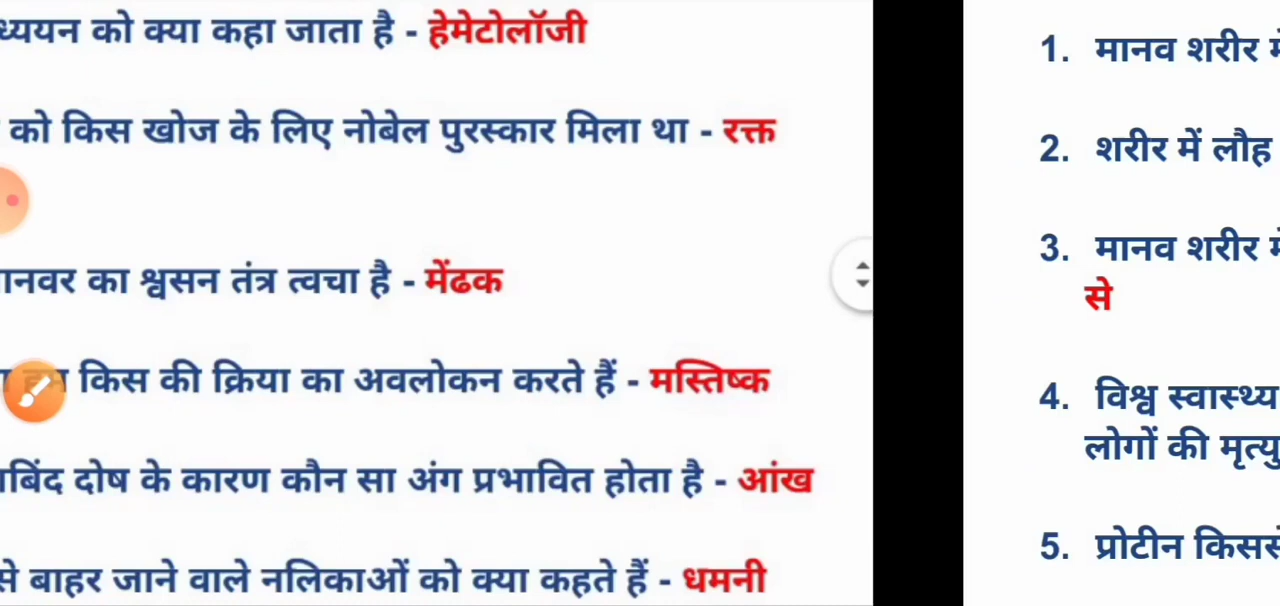 ध्ययन को क्या कहा जाता है - हेमेटोलॉजी
को किस खोज के लिए नोबेल पुरस्कार मिला था - रक्त
का श्वसन तंत्र त्वचा है - मेंढक
किस की क्रिया का अवलोकन करते हैं - मस्तिष्क
दोष के कारण कौन सा अंग प्रभावित होता है - आंख
से बाहर जाने वाले नलिकाओं को क्या कहते हैं - धमनी
1. मानव शरीर
2. शरीर में लौह
3. मानव शरीर
से
4. विश्व स्वास्थ्य
लोगों की मृत्यु
5. प्रोटीन